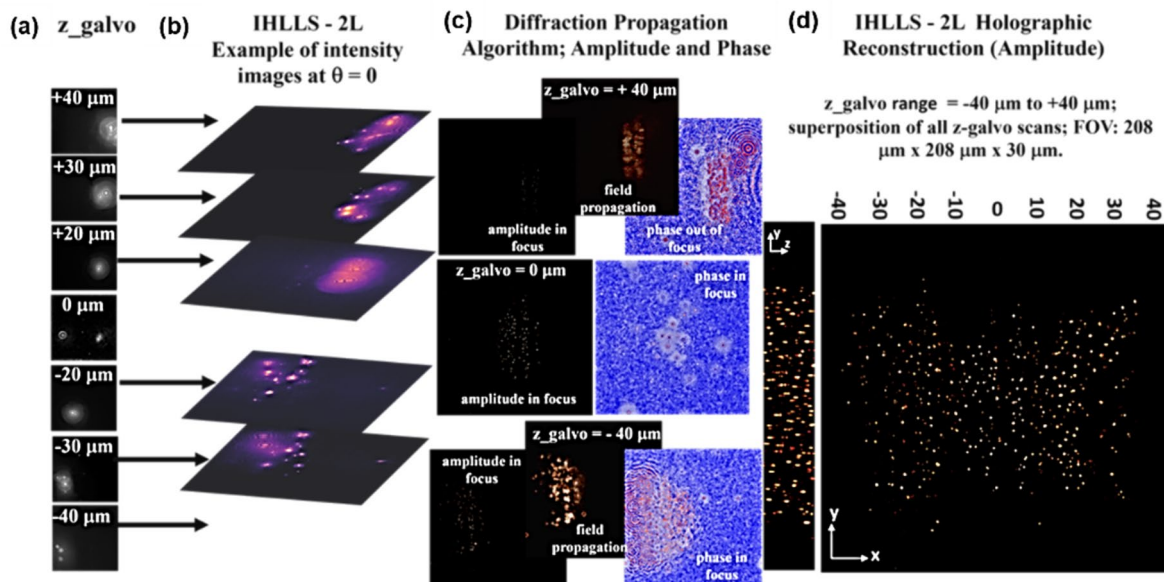 (a)
z_galvo
+40 µm
+30 µm
+20 µm
0 µm
-20 µm
-30 µm
-40 µm
(b)
IHLLS - 2L
Example of intensity
images at θ = 0
(c)
Diffraction Propagation
Algorithm; Amplitude and Phase
z_galvo = + 40 µm
amplitude in
focus
field
propagation
phase out of
focus
z_galvo = 0 µm
amplitude in focus
phase in
focus
z_galvo = - 40 µm
amplitude in
focus
field
propagation
phase in
focus
y
z
(d)
IHLLS - 2L Holographic
Reconstruction (Amplitude)
z_galvo range = -40 µm to +40 µm;
superposition of all z-galvo scans; FOV: 208
µm x 208 µm x 30 µm.
-40
-20
-10
0
10
20
30
40
y
x